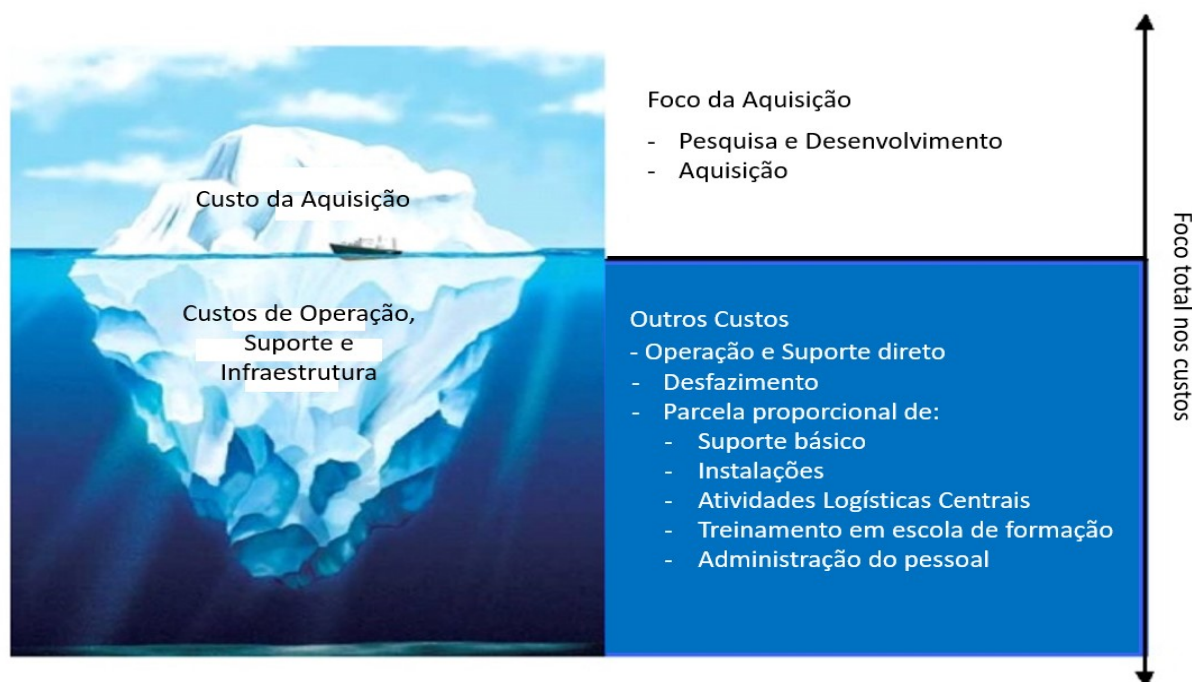 Custo da Aquisição
Custos de Operação,
Suporte e
Infraestrutura
Foco da Aquisição
- Pesquisa e Desenvolvimento
- Aquisição
Outros Custos
- Operação e Suporte direto
- Desfazimento
- Parcela proporcional de:
- Suporte básico
- Instalações
- Atividades Logísticas Centrais
- Treinamento em escola de formação
- Administração do pessoal
Foco total nos custos